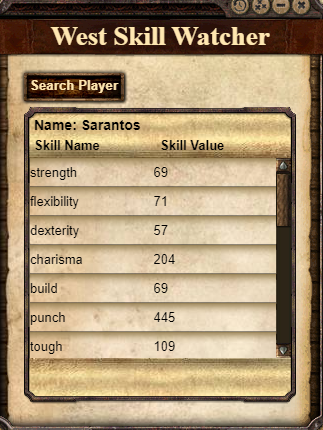 West Skill Watcher
Search Player
Name: Sarantos
Skill Name Skill Value
strength 69
flexibility 71
dexterity 57
charisma 204
build 69
punch 445
tough 109